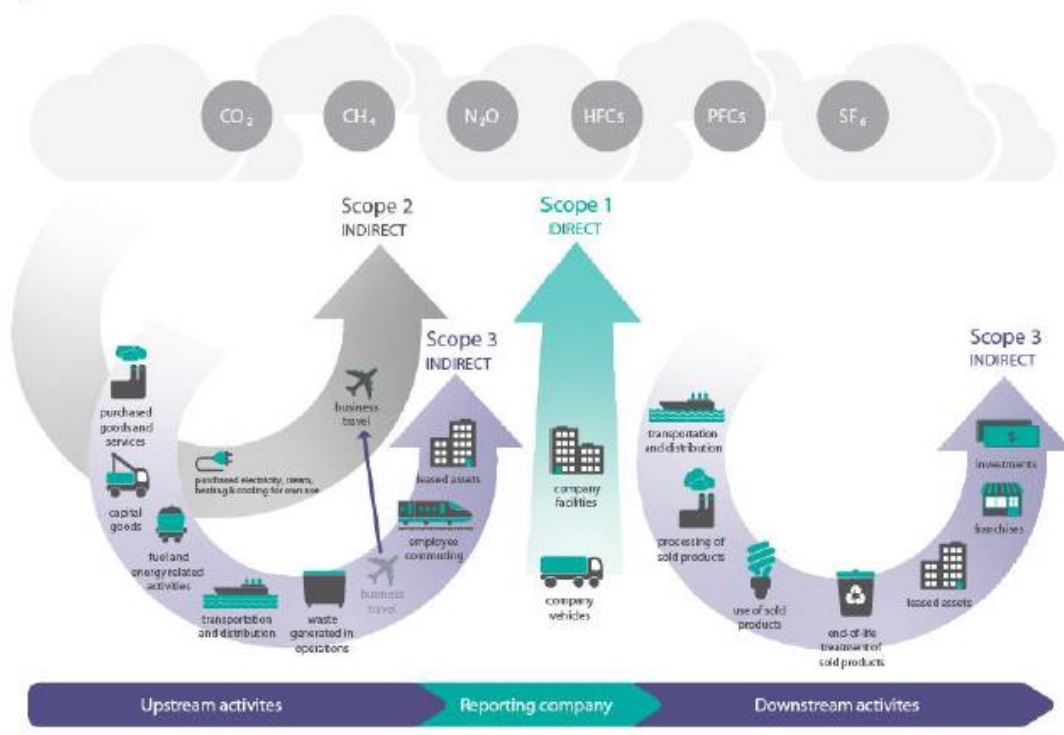 CO₂
CH₄
N₂O
HFCs
PFCs
SF₆
Scope 2
INDIRECT
Scope 1
DIRECT
Scope 3
INDIRECT
Scope 3
INDIRECT
purchased
goods and
services
capital
goods
fuel and
energy related
activities
purchased electricity, steam,
heating & cooling for own use
transportation
and distribution
waste
generated in
operations
business
travel
business
travel
employee
commuting
leased assets
company
facilities
company
vehicles
transportation
and distribution
processing of
sold products
use of sold
products
end-of-life
treatment of
sold products
leased assets
franchises
investments
Upstream activites
Reporting company
Downstream activites